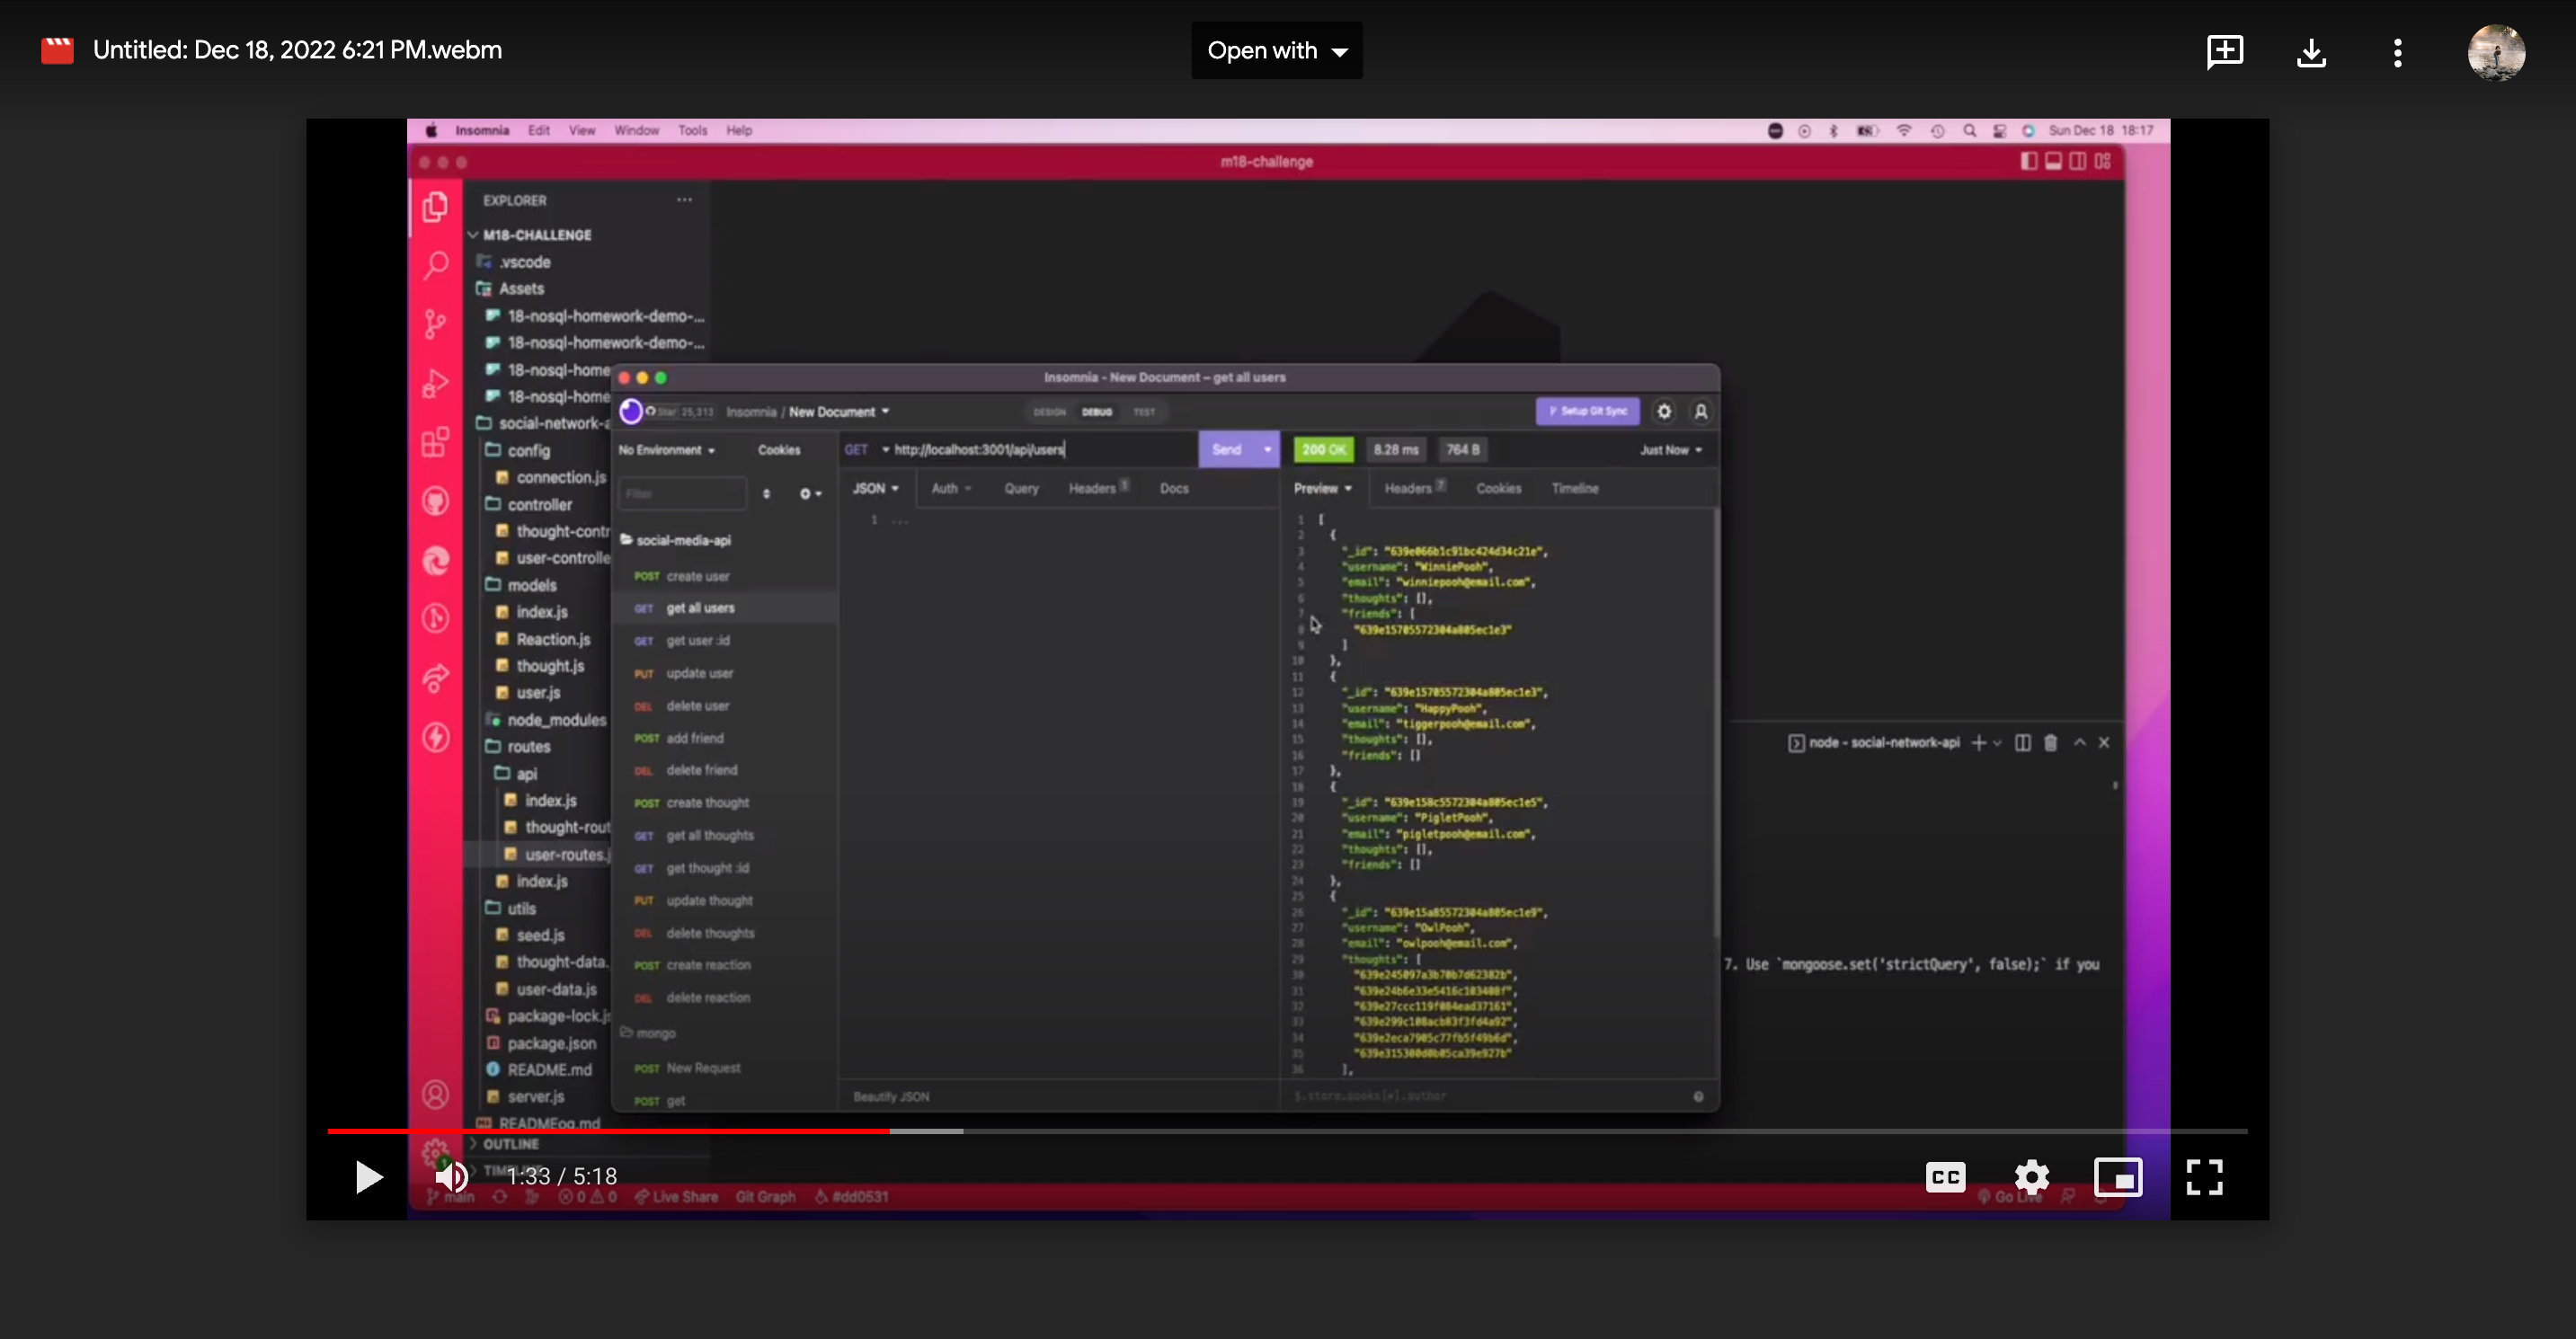 Untitled: Dec 18, 2022 6:21 PM.webm
Open with
Insomnia Edit View Window Tools Help
Sun Dec 18 18:17
m18-challenge
EXPLORER
M18-CHALLENGE
.vscode
Assets
18-nosql-homework-demo-...
18-nosql-homework-demo-...
18-nosql-home
18-nosql-home
social-network-a
config
connection.js
controller
thought-contr
user-controlle
models
index.js
Reaction.js
thought.js
user.js
node_modules
routes
api
index.js
thought-rout
user-routes.j
index.js
utils
seed.js
thought-data.
user-data.js
package-lock.js
package.json
README.md
server.js
READMEog.md
OUTLINE
Insomnia - New Document – get all users
Star 25,313
Insomnia / New Document
DESIGN DEBUG TEST
Setup Git Sync
No Environment
Cookies
Filter
social-media-api
POST create user
GET get all users
GET get user :id
PUT update user
DEL delete user
POST add friend
DEL delete friend
POST create thought
GET get all thoughts
GET get thought :id
PUT update thought
DEL delete thoughts
POST create reaction
DEL delete reaction
mongo
POST New Request
POST get
GET http://localhost:3001/api/users
Send
JSON Auth Query Headers 1 Docs
1 ...
Beautify JSON
200 OK 8.28 ms 764 B
Just Now
Preview Headers 7 Cookies Timeline
1 [
2 {
3 "_id": "639e066b1c91bc424d34c21e",
4 "username": "WinniePooh",
5 "email": "winniepooh@email.com",
6 "thoughts": [],
7 "friends": [
8 "639e15705572304a805ec1e3"
9 ]
10 },
11 {
12 "_id": "639e15705572304a805ec1e3",
13 "username": "HappyPooh",
14 "email": "tiggerpooh@email.com",
15 "thoughts": [],
16 "friends": []
17 },
18 {
19 "_id": "639e158c5572304a805ec1e5",
20 "username": "PigletPooh",
21 "email": "pigletpooh@email.com",
22 "thoughts": [],
23 "friends": []
24 },
25 {
26 "_id": "639e15a85572304a805ec1e9",
27 "username": "OwlPooh",
28 "email": "owlpooh@email.com",
29 "thoughts": [
30 "639e245097a3b70b7d62382b",
31 "639e24b6e33e5416c103408f",
32 "639e27ccc119f084ead37161",
33 "639e299c108acb83f3fd4a92",
34 "639e2eca7905c77fb5f49b6d",
35 "639e315300d0b05ca39e927b"
36 ],
$.store.books[*].author
node - social-network-api
7. Use `mongoose.set('strictQuery', false);` if you
1:33 / 5:18
CC
main 0 0 Live Share Git Graph #dd0531
Go Live